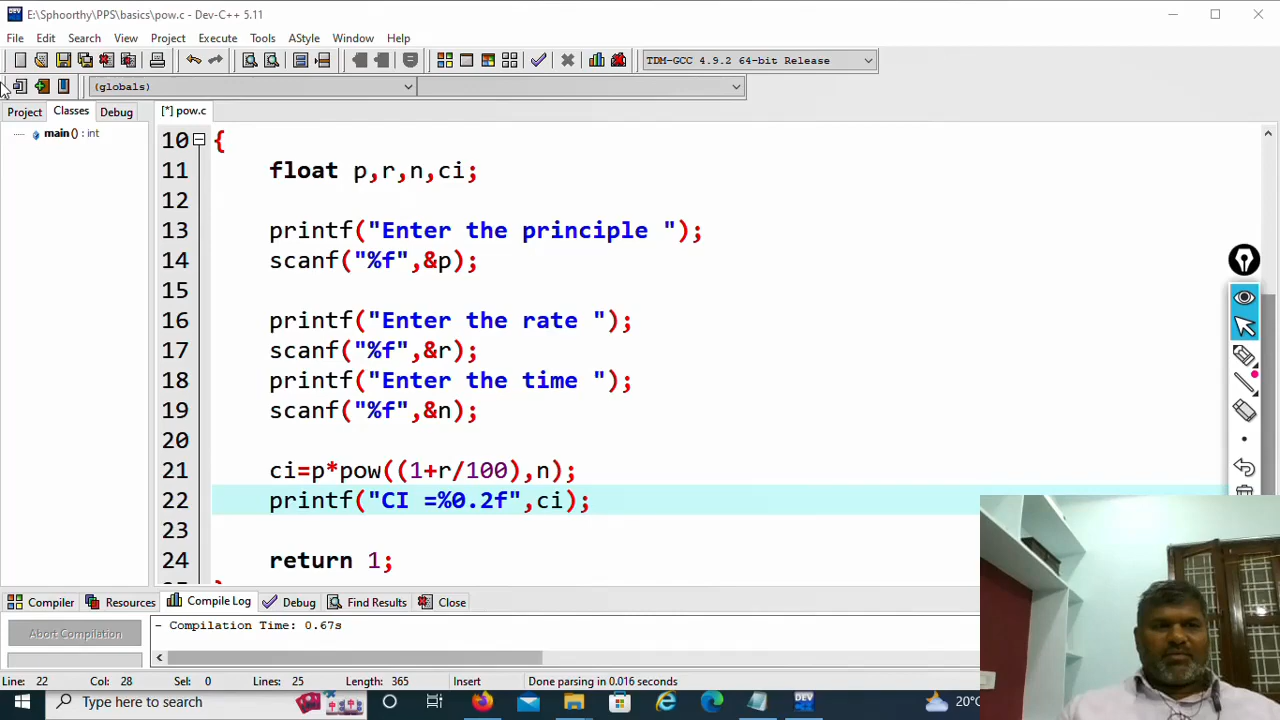 E:\Sphoorthy\PPS\basics\pow.c - Dev-C++ 5.11
File Edit Search View Project Execute Tools AStyle Window Help
TDM-GCC 4.9.2 64-bit Release
(globals)
Project Classes Debug
[*] pow.c
main() : int
10 {
11 float p,r,n,ci;
12
13 printf("Enter the principle ");
14 scanf("%f",&p);
15
16 printf("Enter the rate ");
17 scanf("%f",&r);
18 printf("Enter the time ");
19 scanf("%f",&n);
20
21 ci=p*pow((1+r/100),n);
22 printf("CI =%0.2f",ci);
23
24 return 1;
Compiler Resources Compile Log Debug Find Results Close
Abort Compilation
- Compilation Time: 0.67s
Line: 22 Col: 28 Sel: 0 Lines: 25 Length: 365 Insert Done parsing in 0.016 seconds
Type here to search
20°C